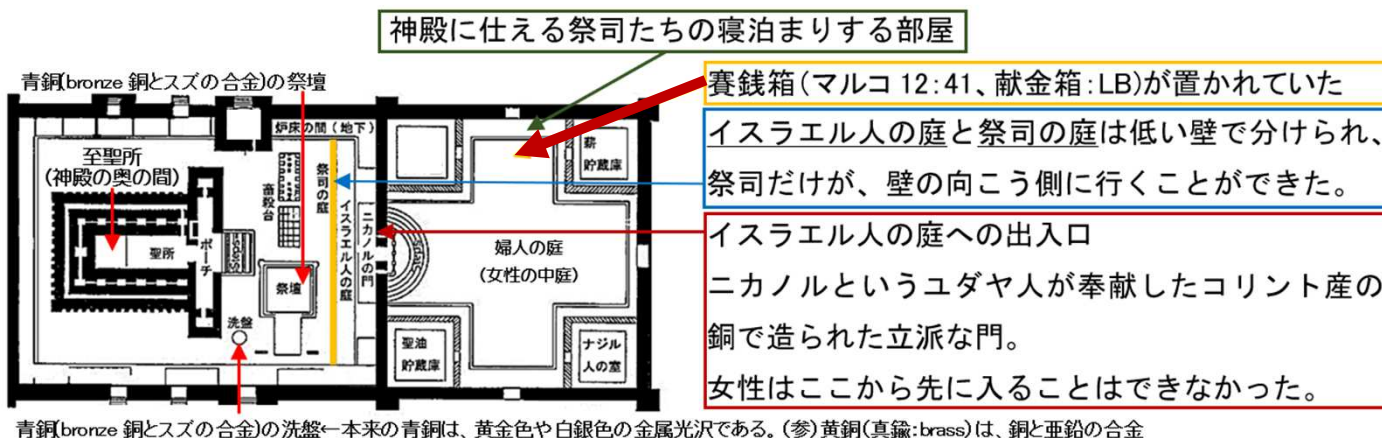 神殿に仕える祭司たちの寝泊まりする部屋
青銅(bronze 銅とスズの合金)の祭壇
賽銭箱(マルコ 12:41、献金箱:LB)が置かれていた
イスラエル人の庭と祭司の庭は低い壁で分けられ、
祭司だけが、壁の向こう側に行くことができた。
イスラエル人の庭への出入口
ニカノルというユダヤ人が奉献したコリント産の
銅で造られた立派な門。
女性はここから先に入ることはできなかった。
炉床の間(地下)
至聖所
(神殿の奥の間)
聖所
ポーチ
Steps
畜殺台
祭壇
洗盤
祭司の庭
イスラエル人の庭
ニカノルの門
Steps
婦人の庭
(女性の中庭)
薪
貯蔵庫
聖油
貯蔵庫
ナジル
人の室
青銅(bronze 銅とスズの合金)の洗盤←本来の青銅は、黄金色や白銀色の金属光沢である。(参)黄銅(真鍮:brass)は、銅と亜鉛の合金